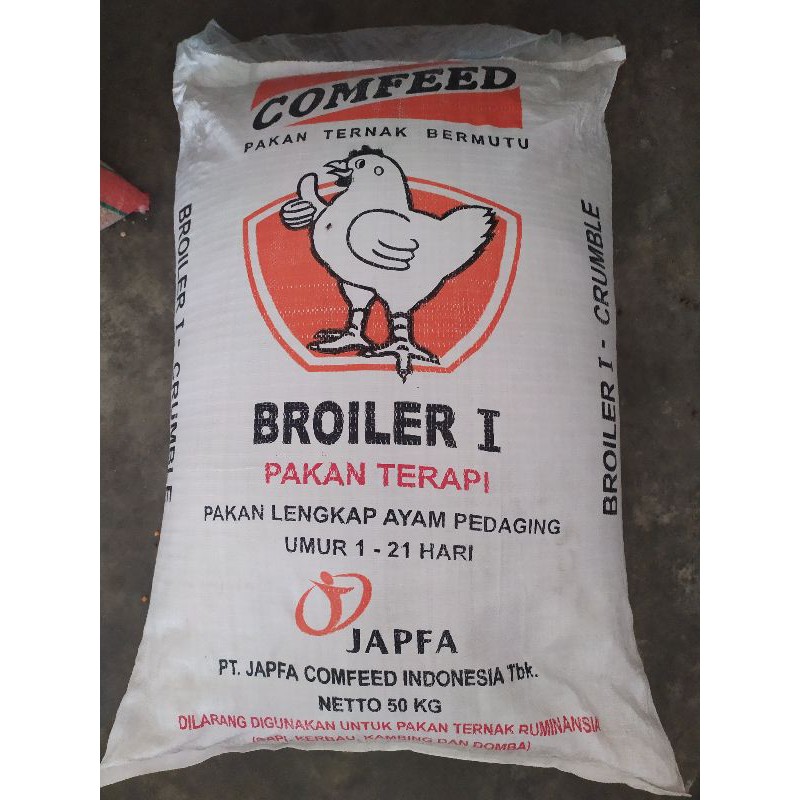 COMFEED
PAKAN TERNAK BERMUTU
BROILER I
PAKAN TERAPI
PAKAN LENGKAP AYAM PEDAGING
UMUR 1 - 21 HARI
JAPFA
PT. JAPFA COMFEED INDONESIA Tbk.
NETTO 50 KG
DILARANG DIGUNAKAN UNTUK PAKAN TERNAK RUMINANSIA
(SAPI, KERBAU, KAMBING DAN DOMBA)
BROILER I - CRUMBLE
BROILER I - CRUMBLE